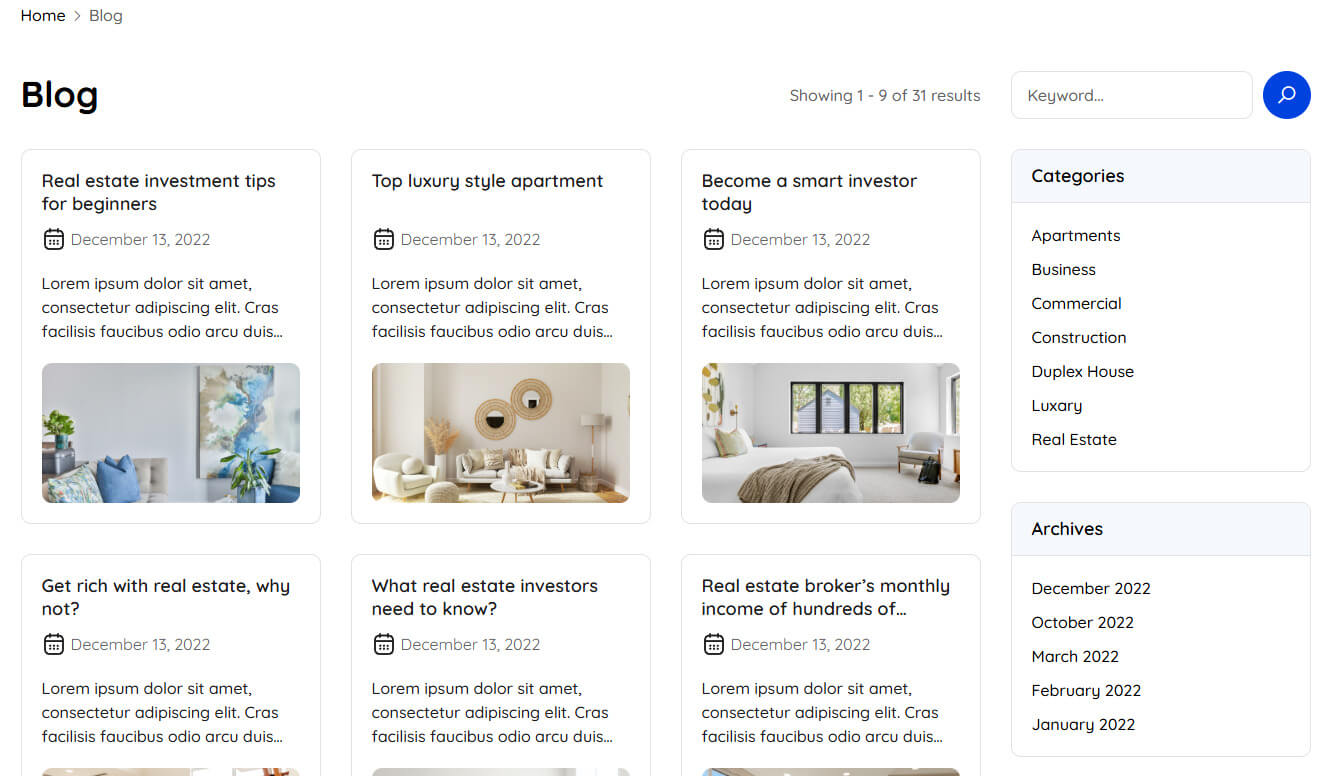 Home > Blog
Blog
Showing 1 - 9 of 31 results
Keyword...
Real estate investment tips
for beginners
December 13, 2022
Lorem ipsum dolor sit amet,
consectetur adipiscing elit. Cras
facilisis faucibus odio arcu duis...
Top luxury style apartment
December 13, 2022
Lorem ipsum dolor sit amet,
consectetur adipiscing elit. Cras
facilisis faucibus odio arcu duis...
Become a smart investor
today
December 13, 2022
Lorem ipsum dolor sit amet,
consectetur adipiscing elit. Cras
facilisis faucibus odio arcu duis...
Get rich with real estate, why
not?
December 13, 2022
Lorem ipsum dolor sit amet,
consectetur adipiscing elit. Cras
facilisis faucibus odio arcu duis...
What real estate investors
need to know?
December 13, 2022
Lorem ipsum dolor sit amet,
consectetur adipiscing elit. Cras
facilisis faucibus odio arcu duis...
Real estate broker’s monthly
income of hundreds of...
December 13, 2022
Lorem ipsum dolor sit amet,
consectetur adipiscing elit. Cras
facilisis faucibus odio arcu duis...
Categories
Apartments
Business
Commercial
Construction
Duplex House
Luxary
Real Estate
Archives
December 2022
October 2022
March 2022
February 2022
January 2022